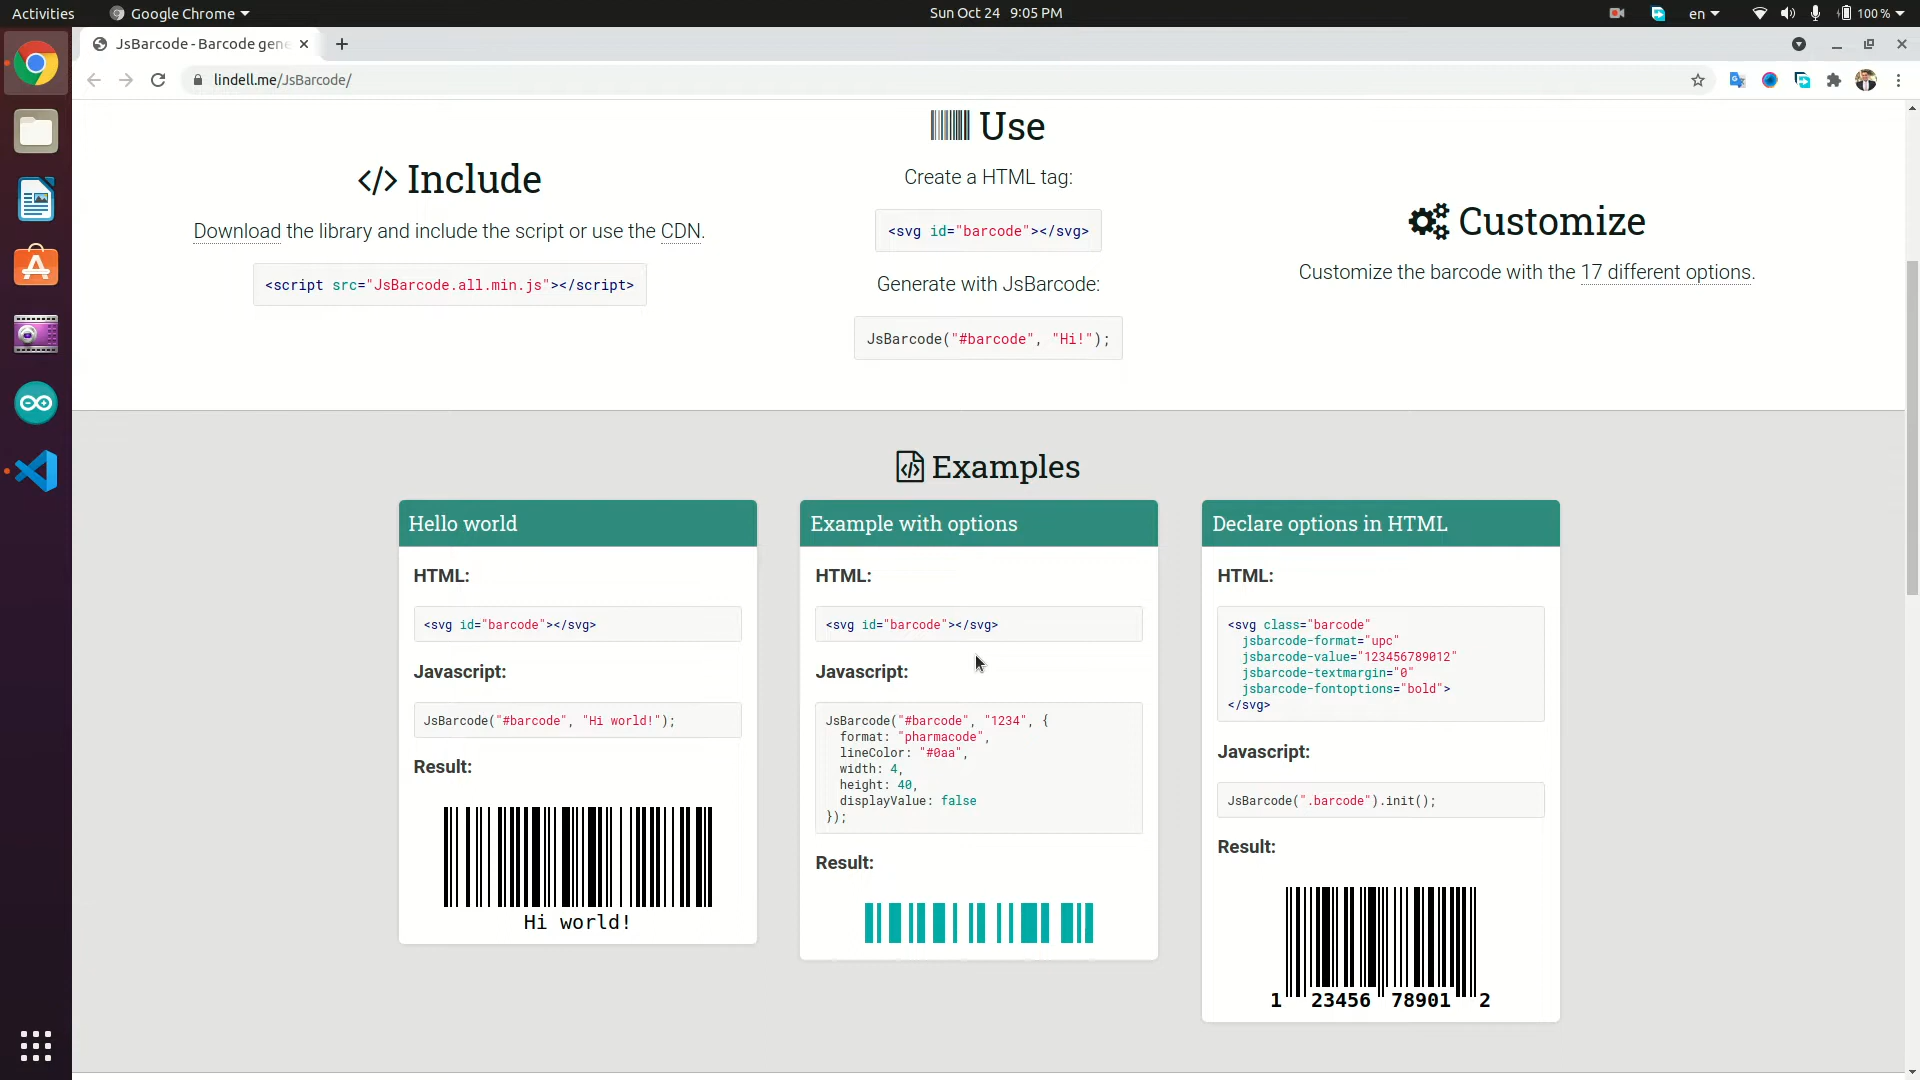 Activities
Google Chrome
Sun Oct 24 9:05 PM
en
100 %
JsBarcode - Barcode gene
lindell.me/JsBarcode/
Include
Download the library and include the script or use the CDN.
<script src="JsBarcode.all.min.js"></script>
Use
Create a HTML tag:
<svg id="barcode"></svg>
Generate with JsBarcode:
JsBarcode("#barcode", "Hi!");
Customize
Customize the barcode with the 17 different options.
Examples
Hello world
HTML:
<svg id="barcode"></svg>
Javascript:
JsBarcode("#barcode", "Hi world!");
Result:
Hi world!
Example with options
HTML:
<svg id="barcode"></svg>
Javascript:
JsBarcode("#barcode", "1234", {
format: "pharmacode",
lineColor: "#0aa",
width: 4,
height: 40,
displayValue: false
});
Result:
Declare options in HTML
HTML:
<svg class="barcode"
jsbarcode-format="upc"
jsbarcode-value="123456789012"
jsbarcode-textmargin="0"
jsbarcode-fontoptions="bold">
</svg>
Javascript:
JsBarcode(".barcode").init();
Result:
1 23456 78901 2